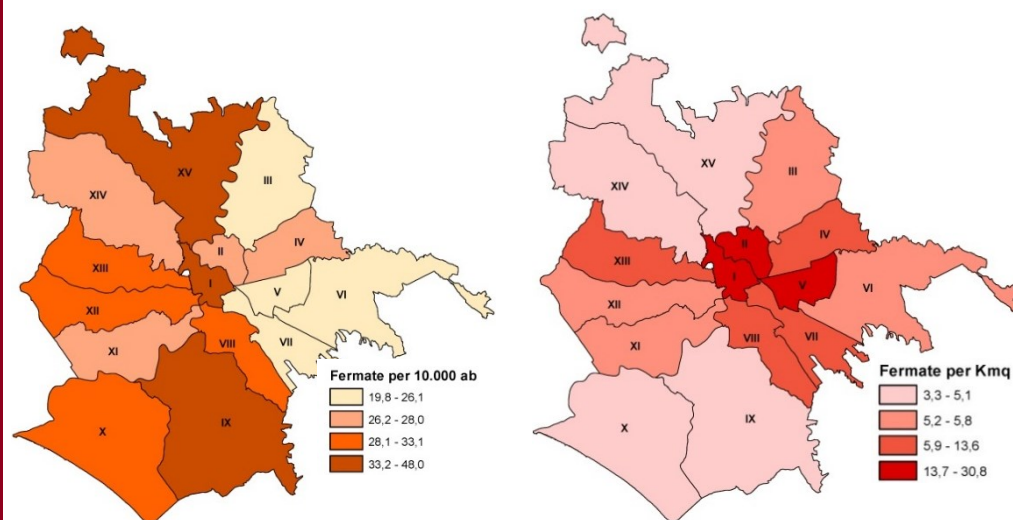 XV
III
XIV
II
IV
XIII
I
V
VI
XII
VII
XI
VIII
X
IX
Fermate per 10.000 ab
19,8 - 26,1
26,2 - 28,0
28,1 - 33,1
33,2 - 48,0
XV
III
XIV
II
IV
XIII
I
V
VI
XII
XI
VIII
VII
X
IX
Fermate per Kmq
3,3 - 5,1
5,2 - 5,8
5,9 - 13,6
13,7 - 30,8